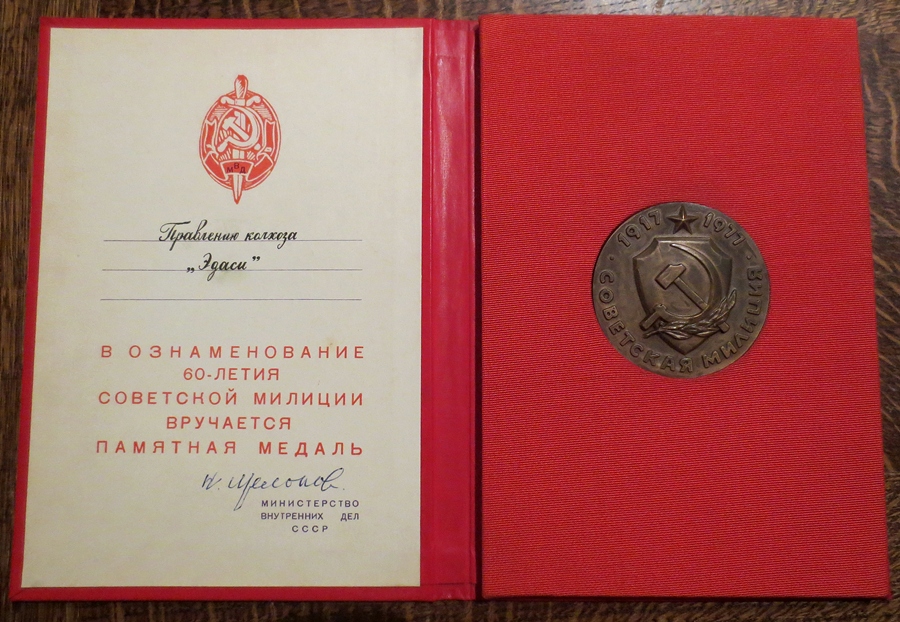 МВД
Правлению колхоза
„Эдаси"
В ОЗНАМЕНОВАНИЕ
60-ЛЕТИЯ
СОВЕТСКОЙ МИЛИЦИИ
ВРУЧАЕТСЯ
ПАМЯТНАЯ МЕДАЛЬ
МИНИСТЕРСТВО
ВНУТРЕННИХ ДЕЛ
СССР
1917 1977
СОВЕТСКАЯ МИЛИЦИЯ